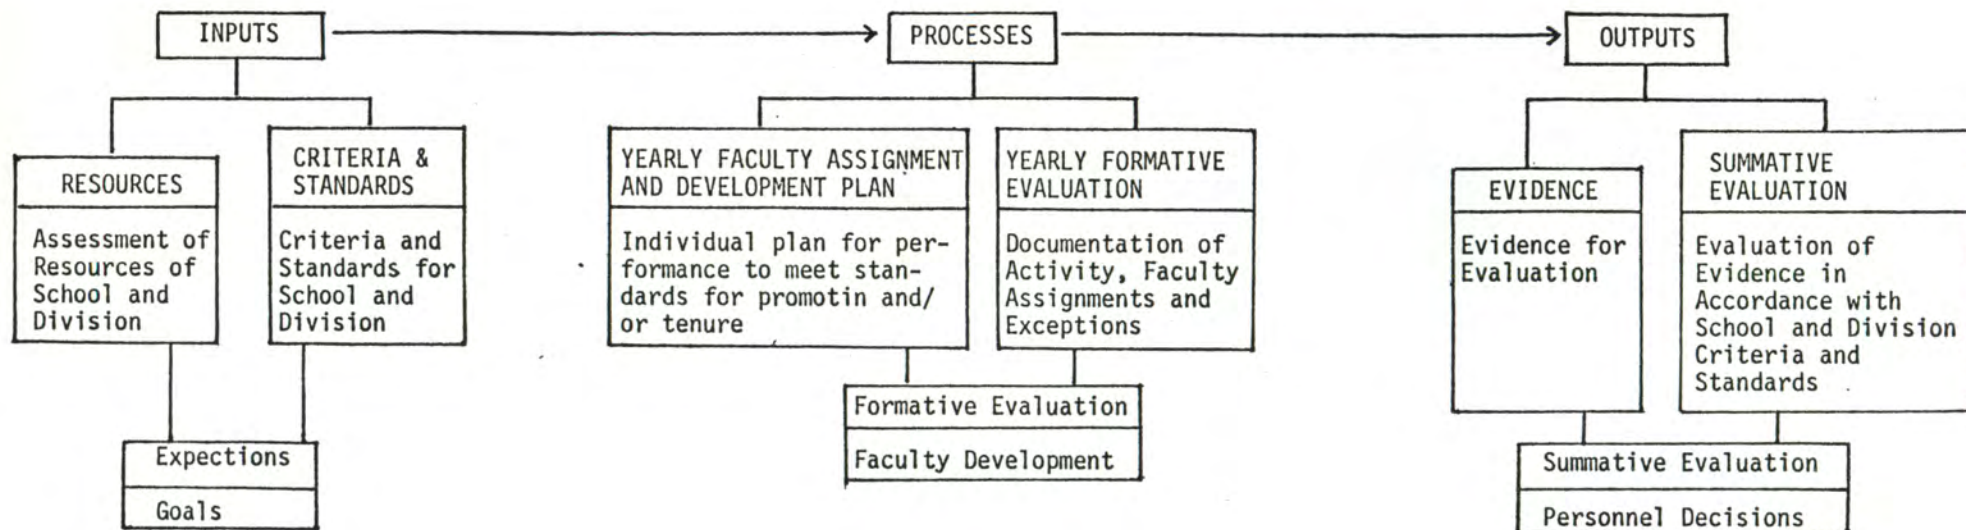 INPUTS
PROCESSES
OUTPUTS
RESOURCES
Assessment of
Resources of
School and
Division
CRITERIA &
STANDARDS
Criteria and
Standards for
School and
Division
Expections
Goals
YEARLY FACULTY ASSIGNMENT
AND DEVELOPMENT PLAN
Individual plan for per-
formance to meet stan-
dards for promotin and/
or tenure
YEARLY FORMATIVE
EVALUATION
Documentation of
Activity, Faculty
Assignments and
Exceptions
Formative Evaluation
Faculty Development
EVIDENCE
Evidence for
Evaluation
SUMMATIVE
EVALUATION
Evaluation of
Evidence in
Accordance with
School and Division
Criteria and
Standards
Summative Evaluation
Personnel Decisions